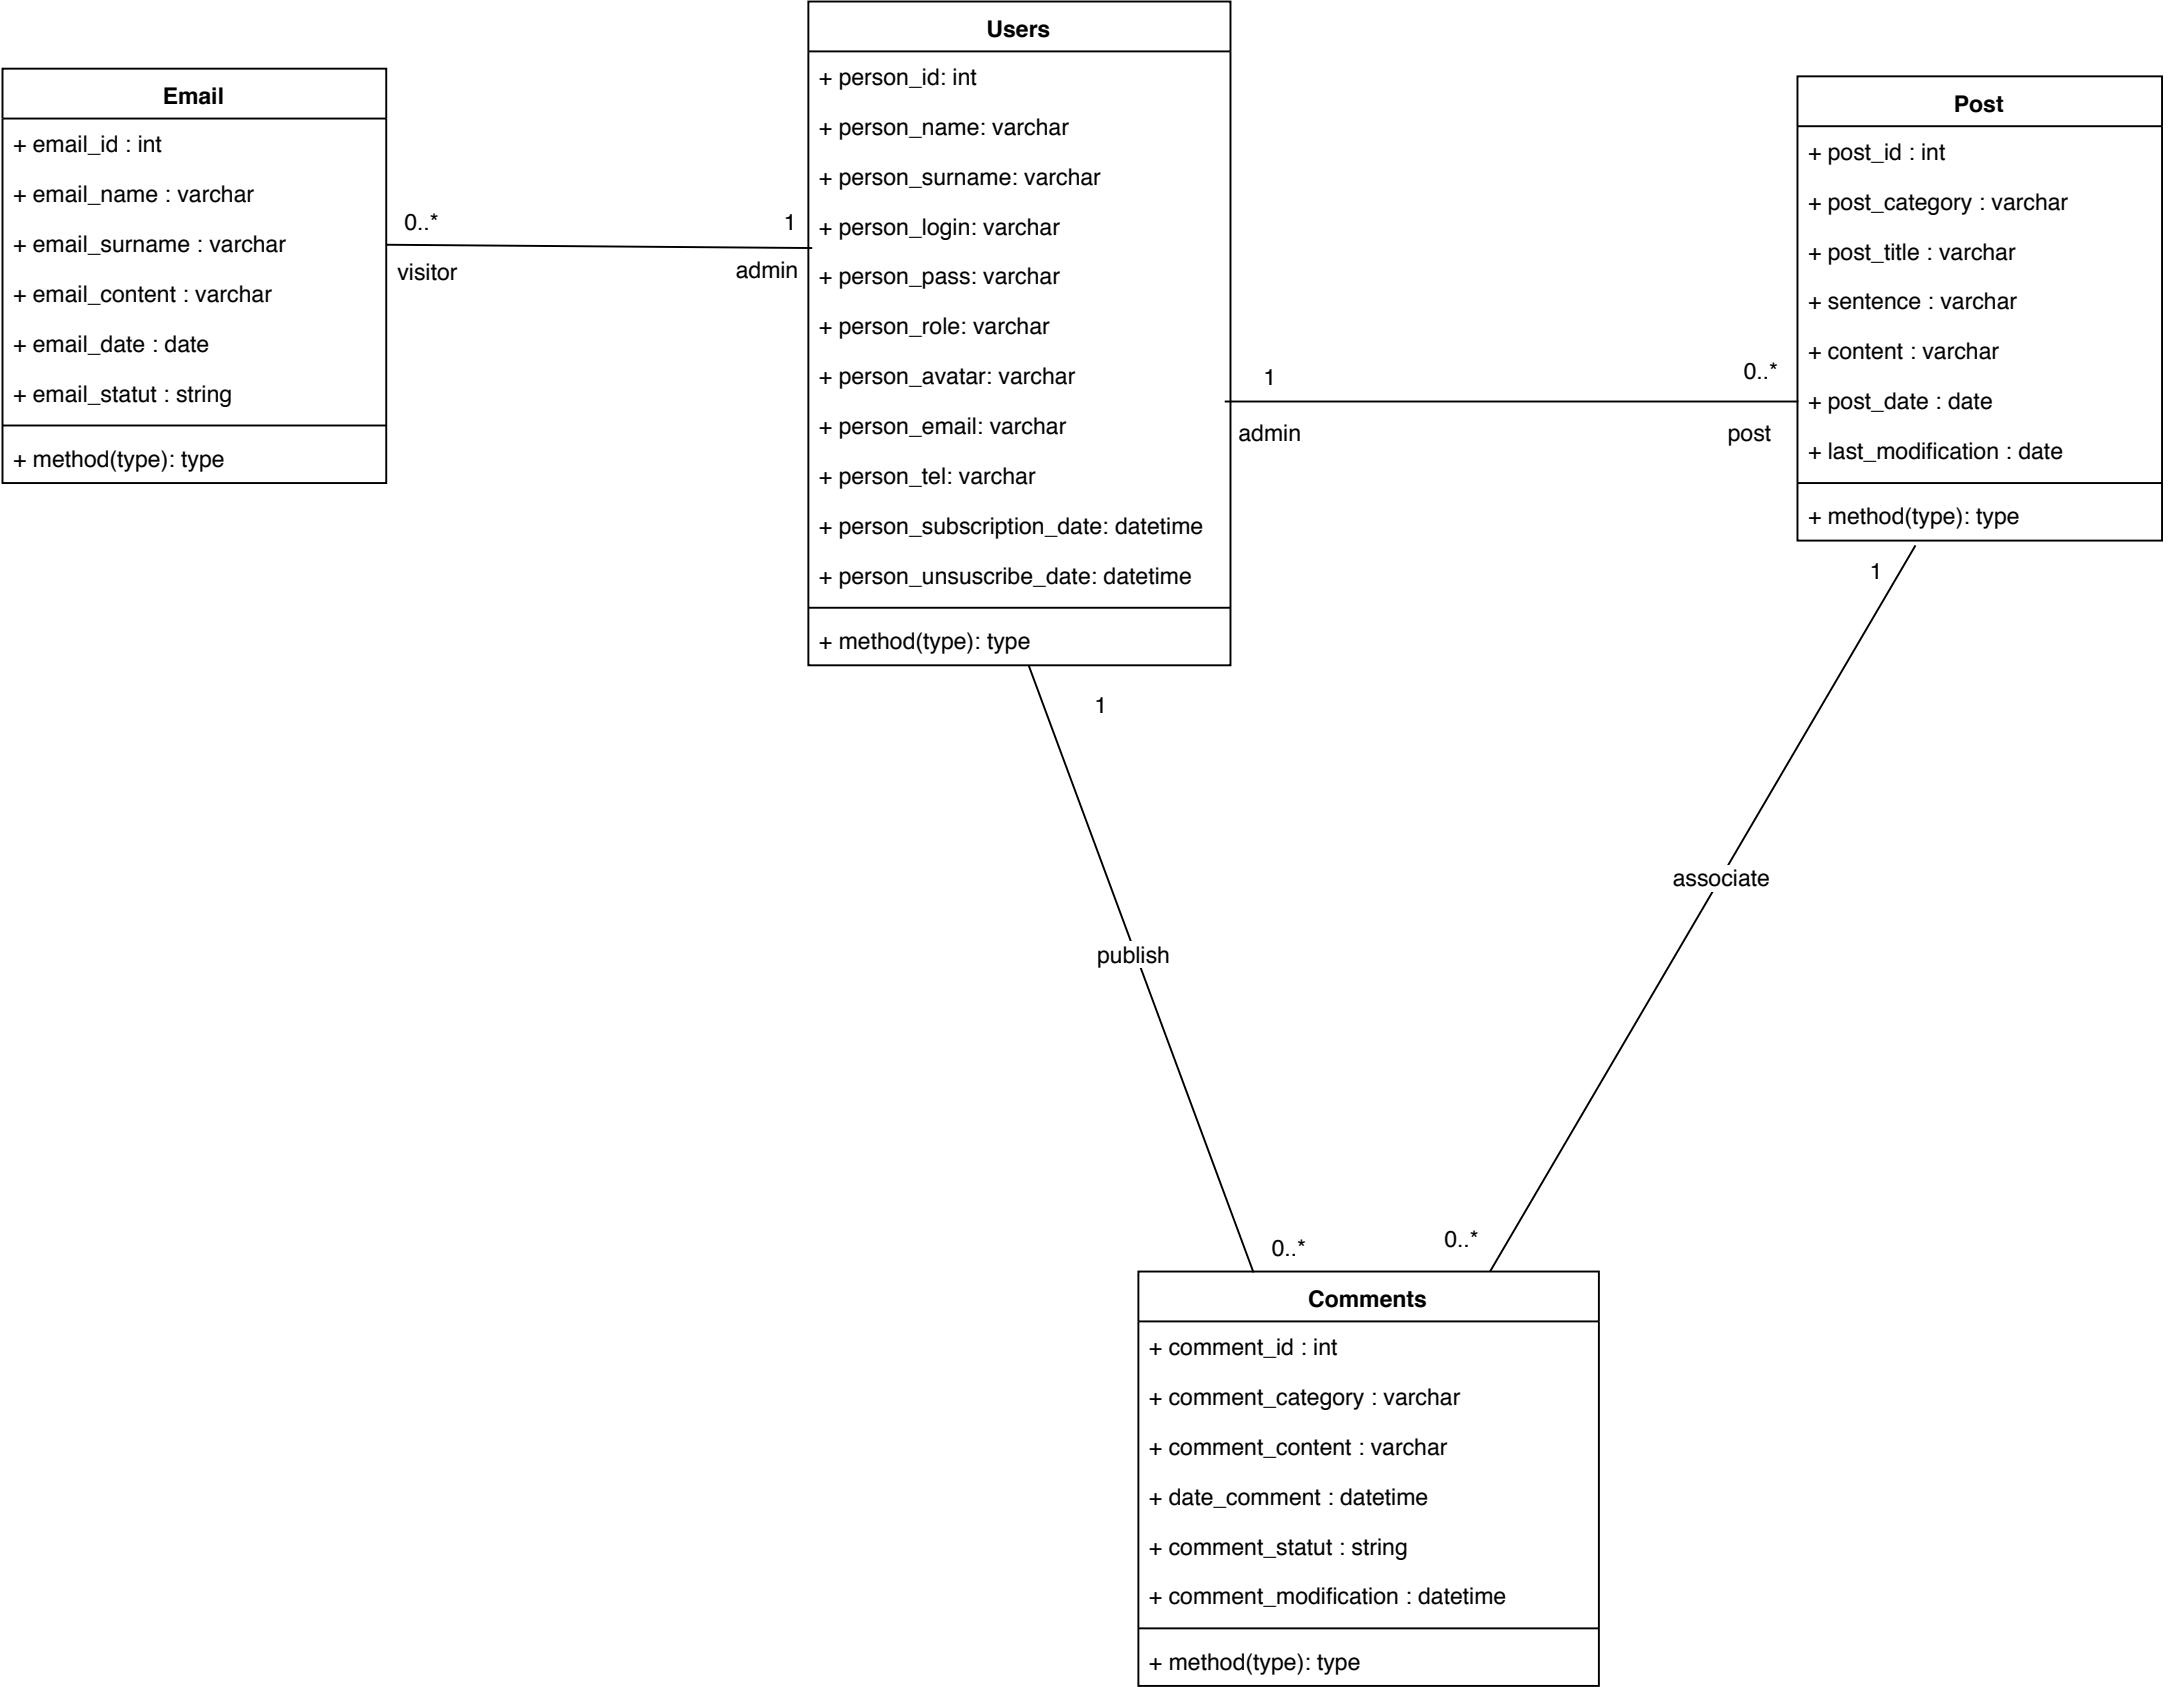 Users
+ person_id: int
+ person_name: varchar
+ person_surname: varchar
+ person_login: varchar
+ person_pass: varchar
+ person_role: varchar
+ person_avatar: varchar
+ person_email: varchar
+ person_tel: varchar
+ person_subscription_date: datetime
+ person_unsuscribe_date: datetime
+ method(type): type
Email
+ email_id : int
+ email_name : varchar
+ email_surname : varchar
+ email_content : varchar
+ email_date : date
+ email_statut : string
+ method(type): type
0..*
1
visitor
admin
Post
+ post_id : int
+ post_category : varchar
+ post_title : varchar
+ sentence : varchar
+ content : varchar
+ post_date : date
+ last_modification : date
+ method(type): type
1
0..*
admin
post
1
publish
0..*
1
associate
0..*
Comments
+ comment_id : int
+ comment_category : varchar
+ comment_content : varchar
+ date_comment : datetime
+ comment_statut : string
+ comment_modification : datetime
+ method(type): type